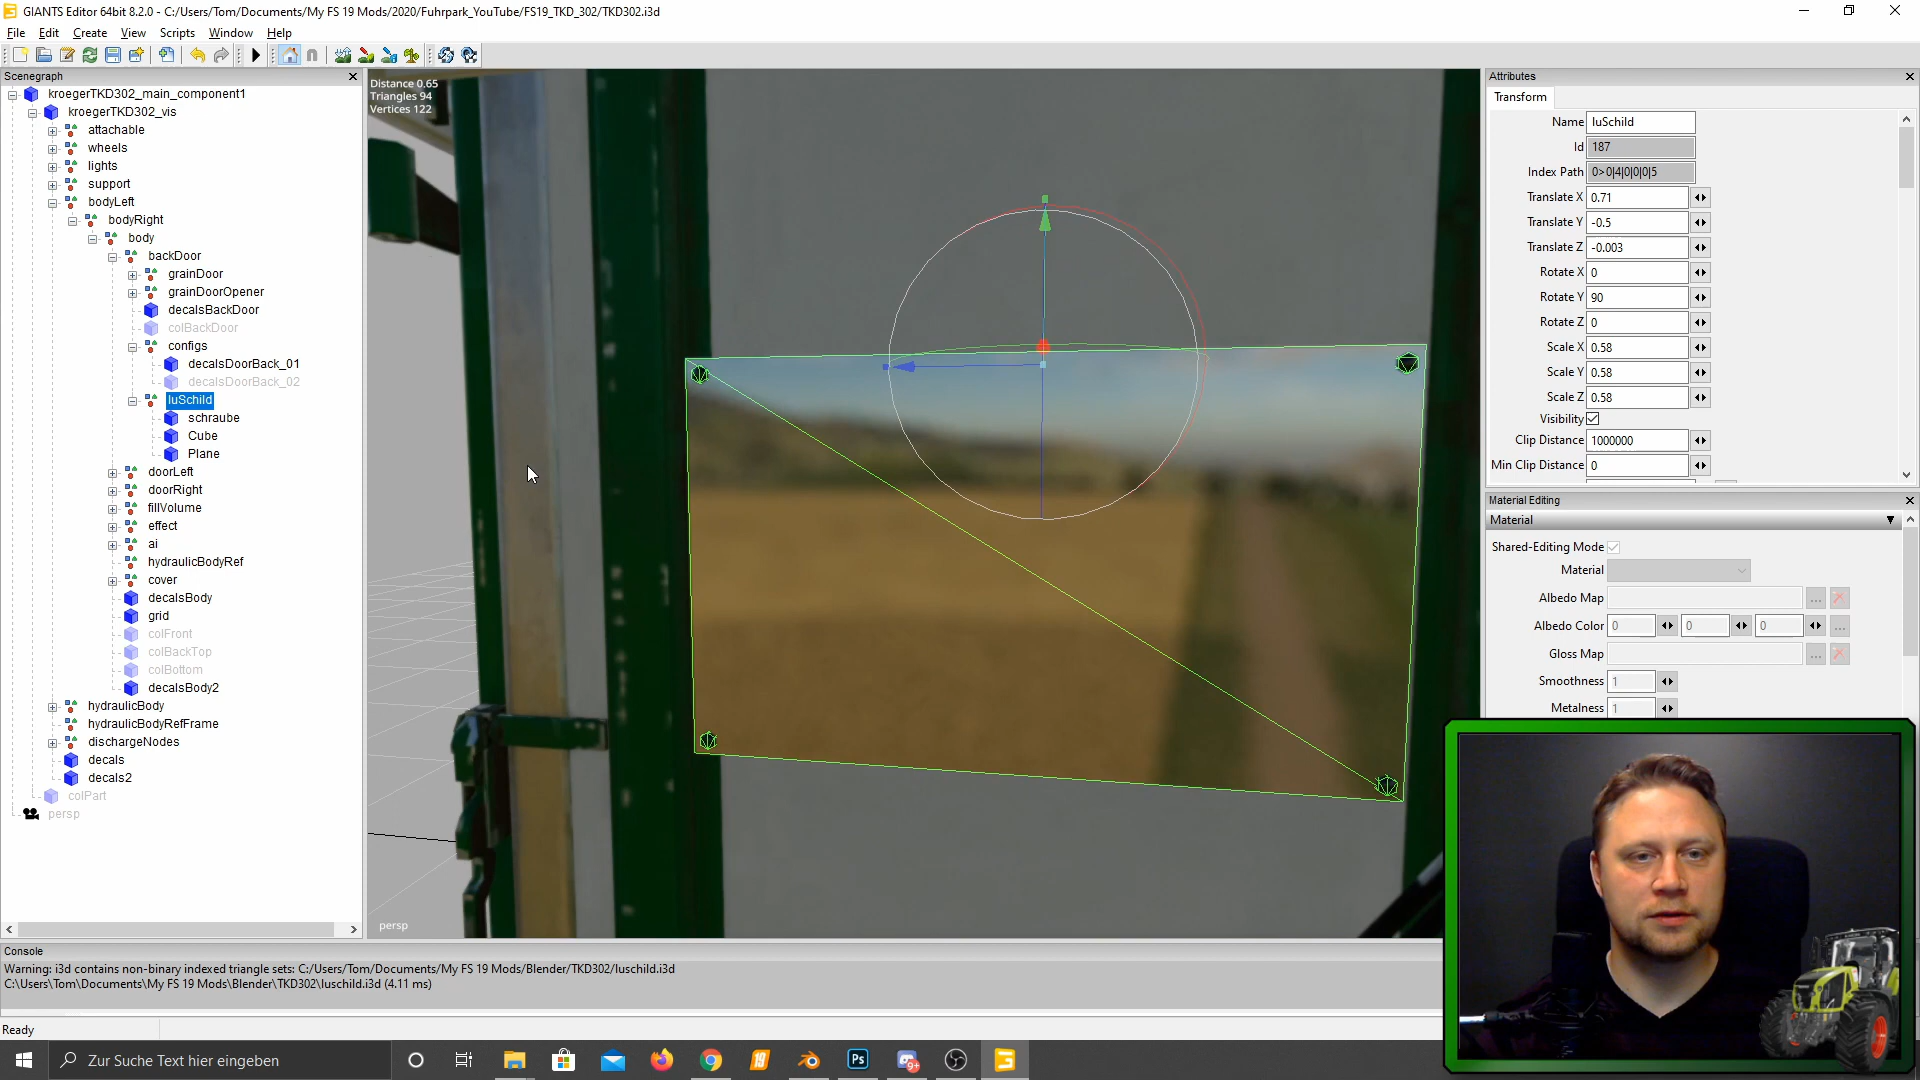 GIANTS Editor 64bit 8.2.0 - C:/Users/Tom/Documents/My FS 19 Mods/2020/Fuhrpark_YouTube/FS19_TKD_302/TKD302.i3d
File Edit Create View Scripts Window Help
Scenegraph
kroegerTKD302_main_component1
kroegerTKD302_vis
attachable
wheels
lights
support
bodyLeft
bodyRight
body
backDoor
grainDoor
grainDoorOpener
decalsBackDoor
colBackDoor
configs
decalsDoorBack_01
decalsDoorBack_02
luSchild
schraube
Cube
Plane
doorLeft
doorRight
fillVolume
effect
ai
hydraulicBodyRef
cover
decalsBody
grid
colFront
colBackTop
colBottom
decalsBody2
hydraulicBody
hydraulicBodyRefFrame
dischargeNodes
decals
decals2
colPart
persp
Distance 0.65
Triangles 94
Vertices 122
persp
Attributes
Transform
Name luSchild
Id 187
Index Path 0>0|4|0|0|0|5
Translate X 0.71
Translate Y -0.5
Translate Z -0.003
Rotate X 0
Rotate Y 90
Rotate Z 0
Scale X 0.58
Scale Y 0.58
Scale Z 0.58
Visibility
Clip Distance 1000000
Min Clip Distance 0
Material Editing
Material
Shared-Editing Mode
Material
Albedo Map ...
Albedo Color 0 0 0 ...
Gloss Map ...
Smoothness 1
Metalness 1
Console
Warning: i3d contains non-binary indexed triangle sets: C:/Users/Tom/Documents/My FS 19 Mods/Blender/TKD302/luschild.i3d
C:\Users\Tom\Documents\My FS 19 Mods\Blender\TKD302\luschild.i3d (4.11 ms)
Ready
Zur Suche Text hier eingeben
19
Ps
9+